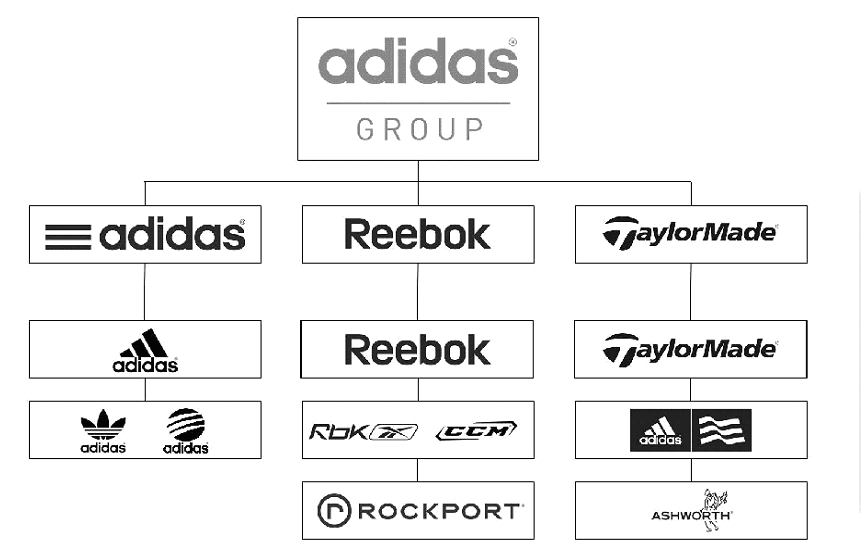 adidas®
GROUP
adidas® Reebok TaylorMade
adidas® Reebok TaylorMade
adidas adidas Rbk CCM adidas
ROCKPORT ASHWORTH